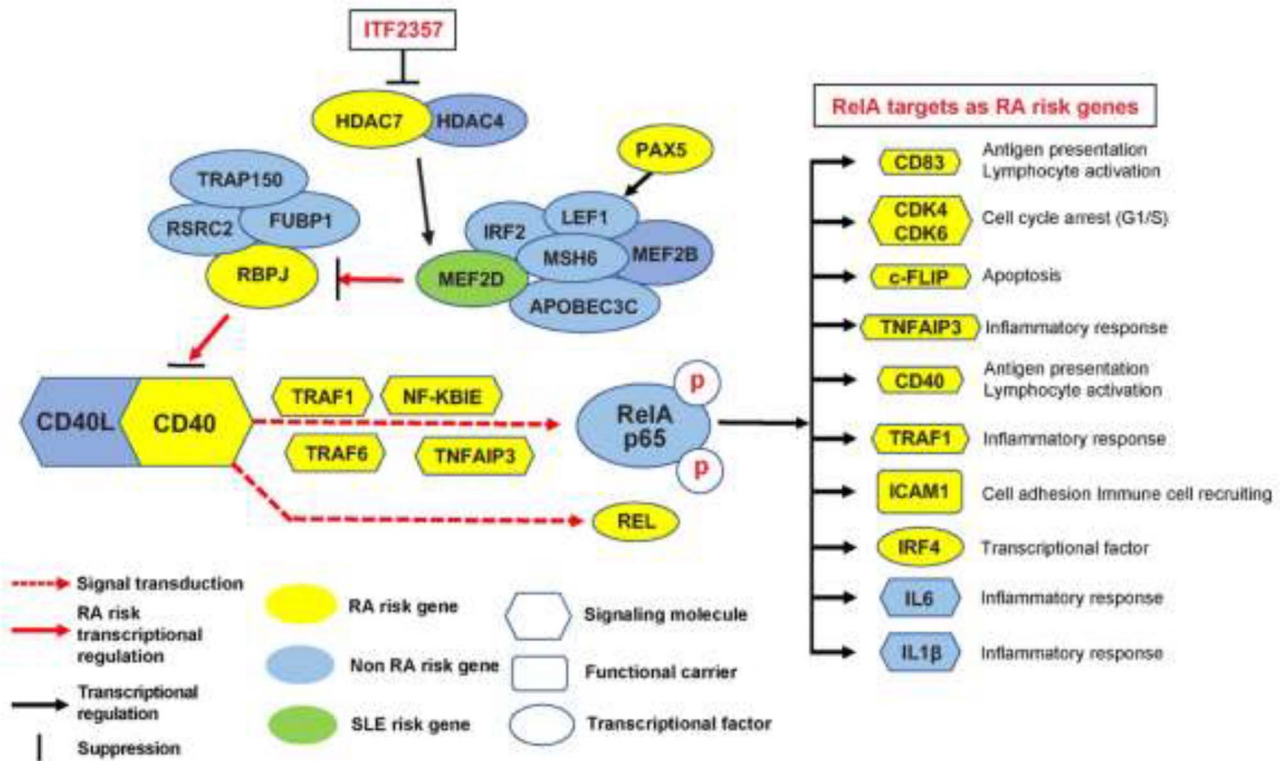 ITF2357
HDAC7
HDAC4
PAX5
TRAP150
RSRC2
FUBP1
RBPJ
IRF2
LEF1
MSH6
MEF2B
MEF2D
APOBEC3C
CD40L
CD40
TRAF1
NF-KBIE
TRAF6
TNFAIP3
RelA
p65
p
p
REL
RelA targets as RA risk genes
CD83
Antigen presentation
Lymphocyte activation
CDK4
CDK6
Cell cycle arrest (G1/S)
c-FLIP
Apoptosis
TNFAIP3
Inflammatory response
CD40
Antigen presentation
Lymphocyte activation
TRAF1
Inflammatory response
ICAM1
Cell adhesion Immune cell recruiting
IRF4
Transcriptional factor
IL6
Inflammatory response
IL1β
Inflammatory response
Signal transduction
RA risk
transcriptional
regulation
Transcriptional
regulation
Suppression
RA risk gene
Non RA risk gene
SLE risk gene
Signaling molecule
Functional carrier
Transcriptional factor